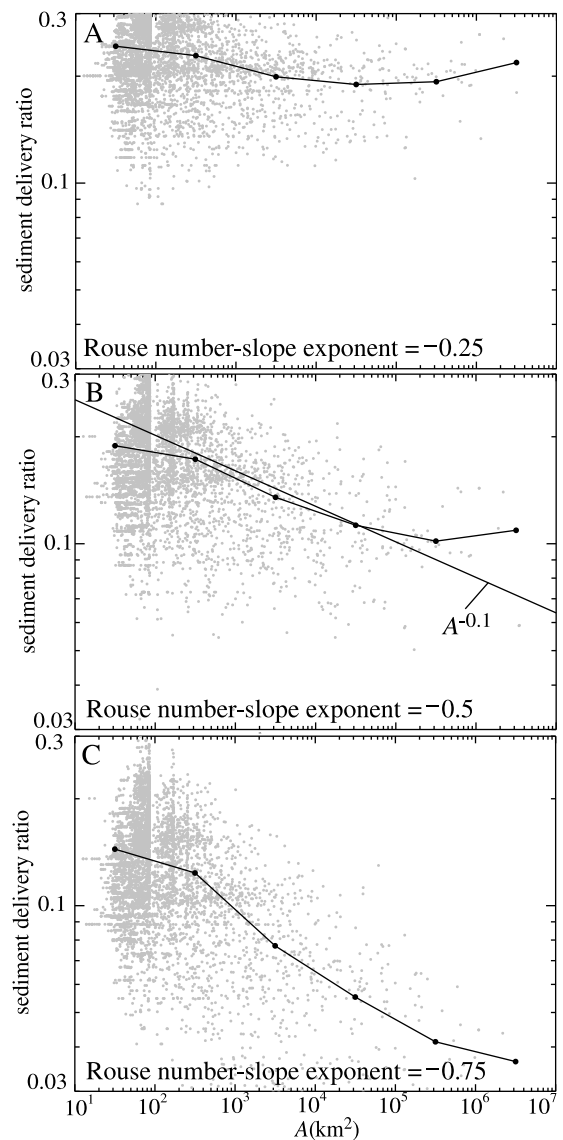 0.3
A
0.2
sediment delivery ratio
0.1
0.03
Rouse number-slope exponent = −0.25
0.3
B
sediment delivery ratio
0.1
A^-0.1
0.03
Rouse number-slope exponent = −0.5
0.3
C
sediment delivery ratio
0.1
0.03
Rouse number-slope exponent = −0.75
10^1 10^2 10^3 10^4 10^5 10^6 10^7
A(km²)